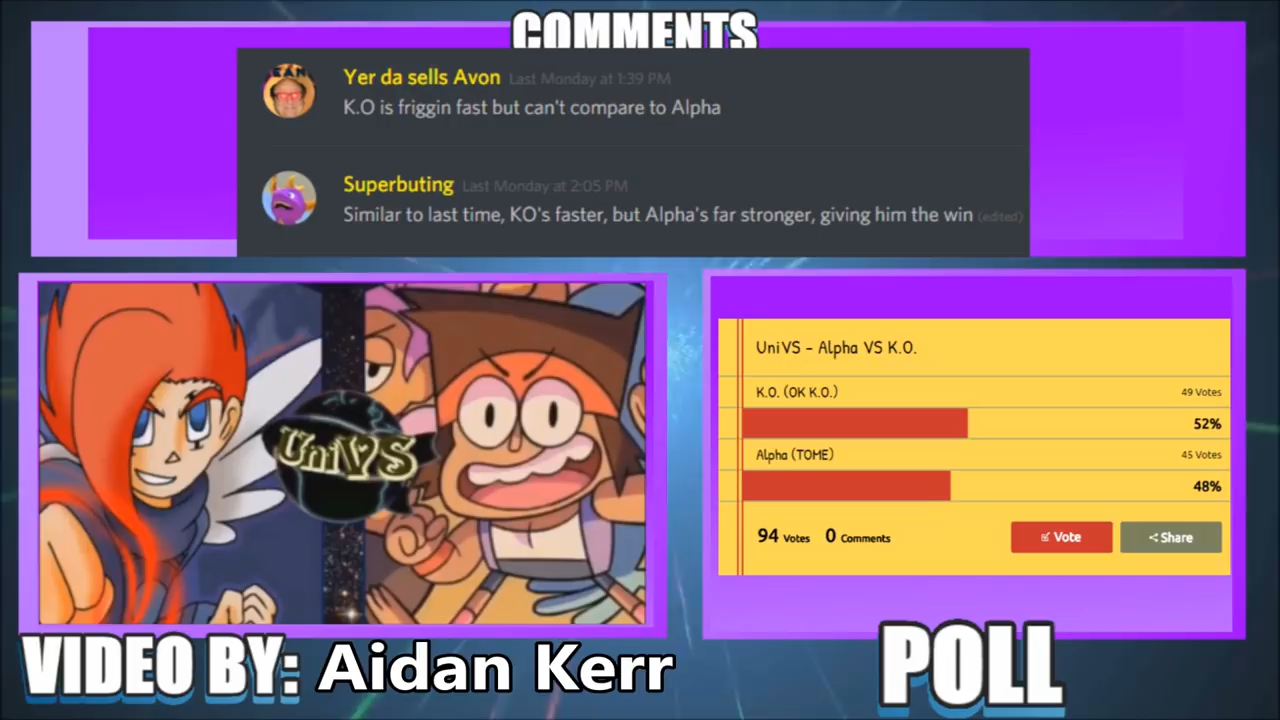 COMMENTS
Yer da sells Avon Last Monday at 1:39 PM
K.O is friggin fast but can't compare to Alpha
Superbuting Last Monday at 2:05 PM
Similar to last time, KO's faster, but Alpha's far stronger, giving him the win (edited)
UniVS
UniVS - Alpha VS K.O.
K.O. (OK K.O.) 49 Votes
52%
Alpha (TOME) 45 Votes
48%
94 Votes 0 Comments Vote Share
VIDEO BY: Aidan Kerr
POLL